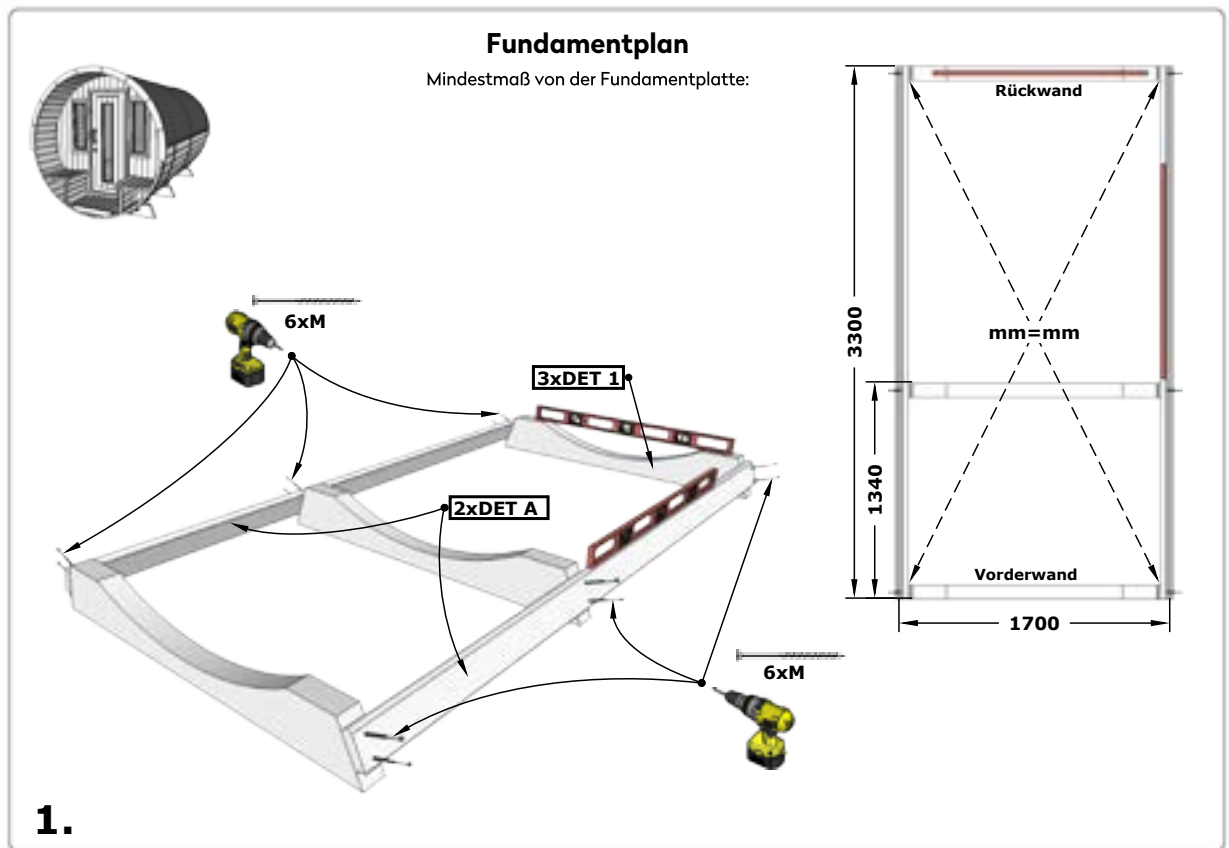 Fundamentplan
Mindestmaß von der Fundamentplatte:
Rückwand
3300
mm=mm
1340
Vorderwand
1700
6xM
3xDET 1
2xDET A
6xM
1.